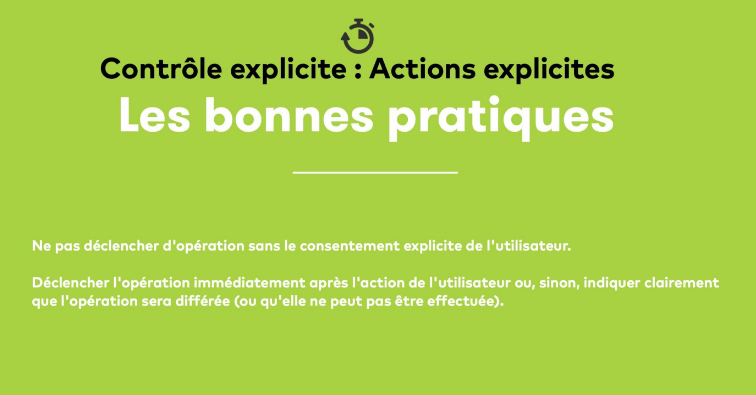 Contrôle explicite : Actions explicites
Les bonnes pratiques
Ne pas déclencher d'opération sans le consentement explicite de l'utilisateur.
Déclencher l'opération immédiatement après l'action de l'utilisateur ou, sinon, indiquer clairement
que l'opération sera différée (ou qu'elle ne peut pas être effectuée).